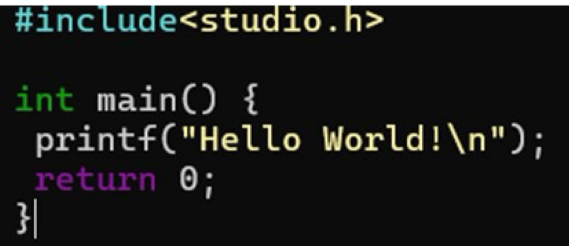 #include<studio.h>
int main() {
printf("Hello World!\n");
return 0;
}